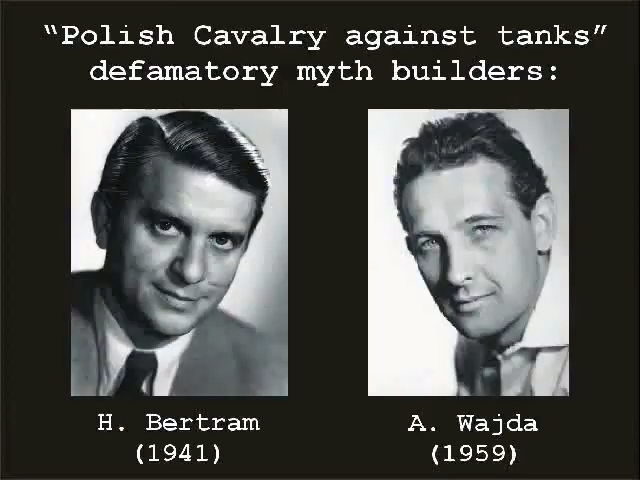 “Polish Cavalry against tanks”
defamatory myth builders:
H. Bertram
(1941)
A. Wajda
(1959)